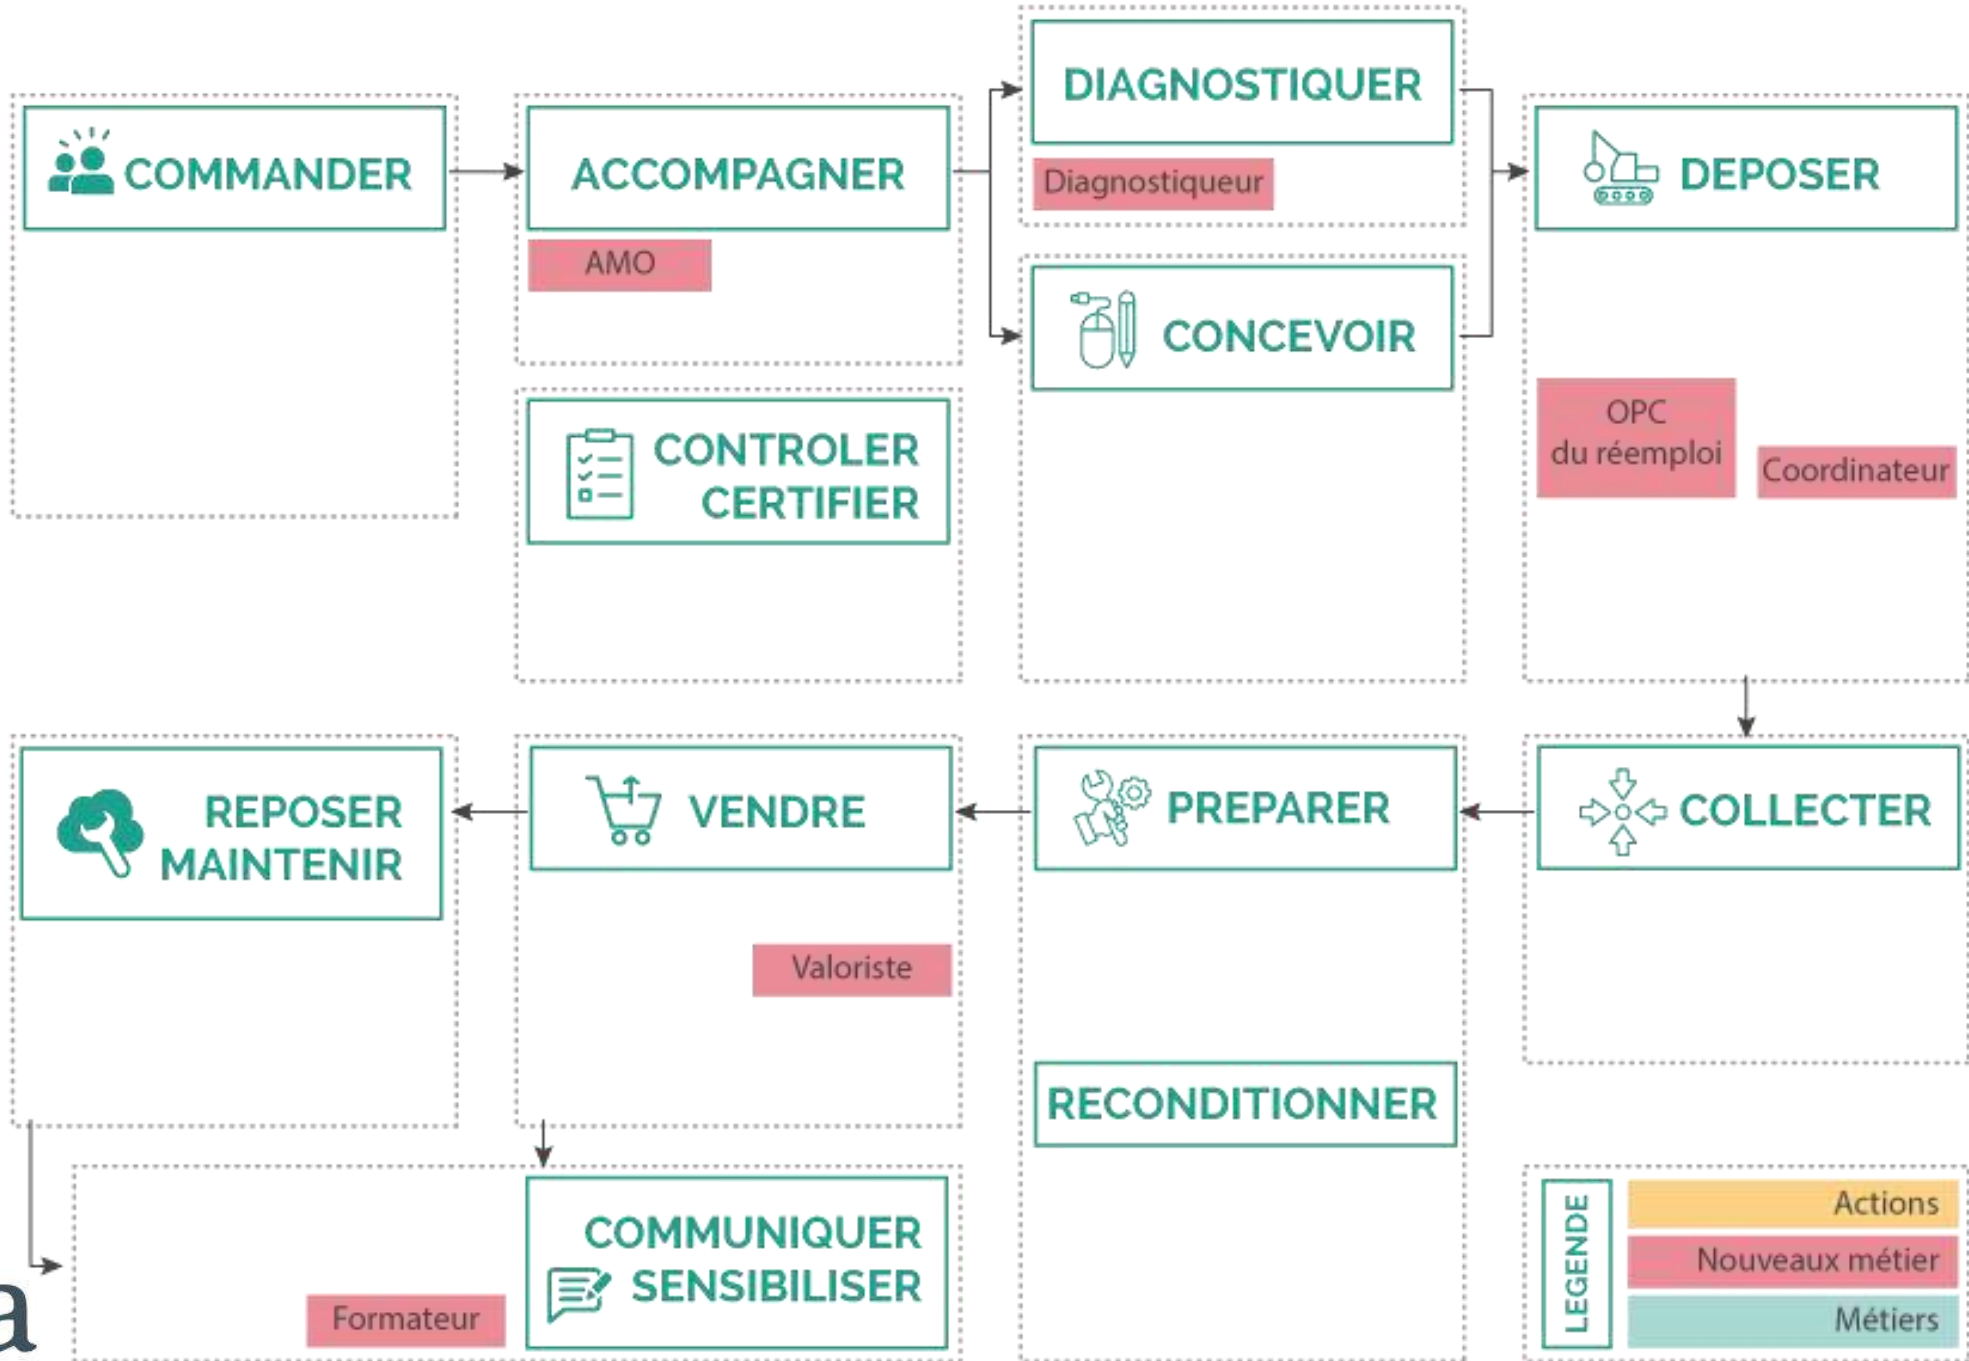 COMMANDER
ACCOMPAGNER
AMO
CONTROLER
CERTIFIER
DIAGNOSTIQUER
Diagnostiqueur
CONCEVOIR
DEPOSER
OPC
du réemploi
Coordinateur
COLLECTER
PREPARER
RECONDITIONNER
VENDRE
Valoriste
REPOSER
MAINTENIR
COMMUNIQUER
SENSIBILISER
Formateur
a
LEGENDE
Actions
Nouveaux métier
Métiers